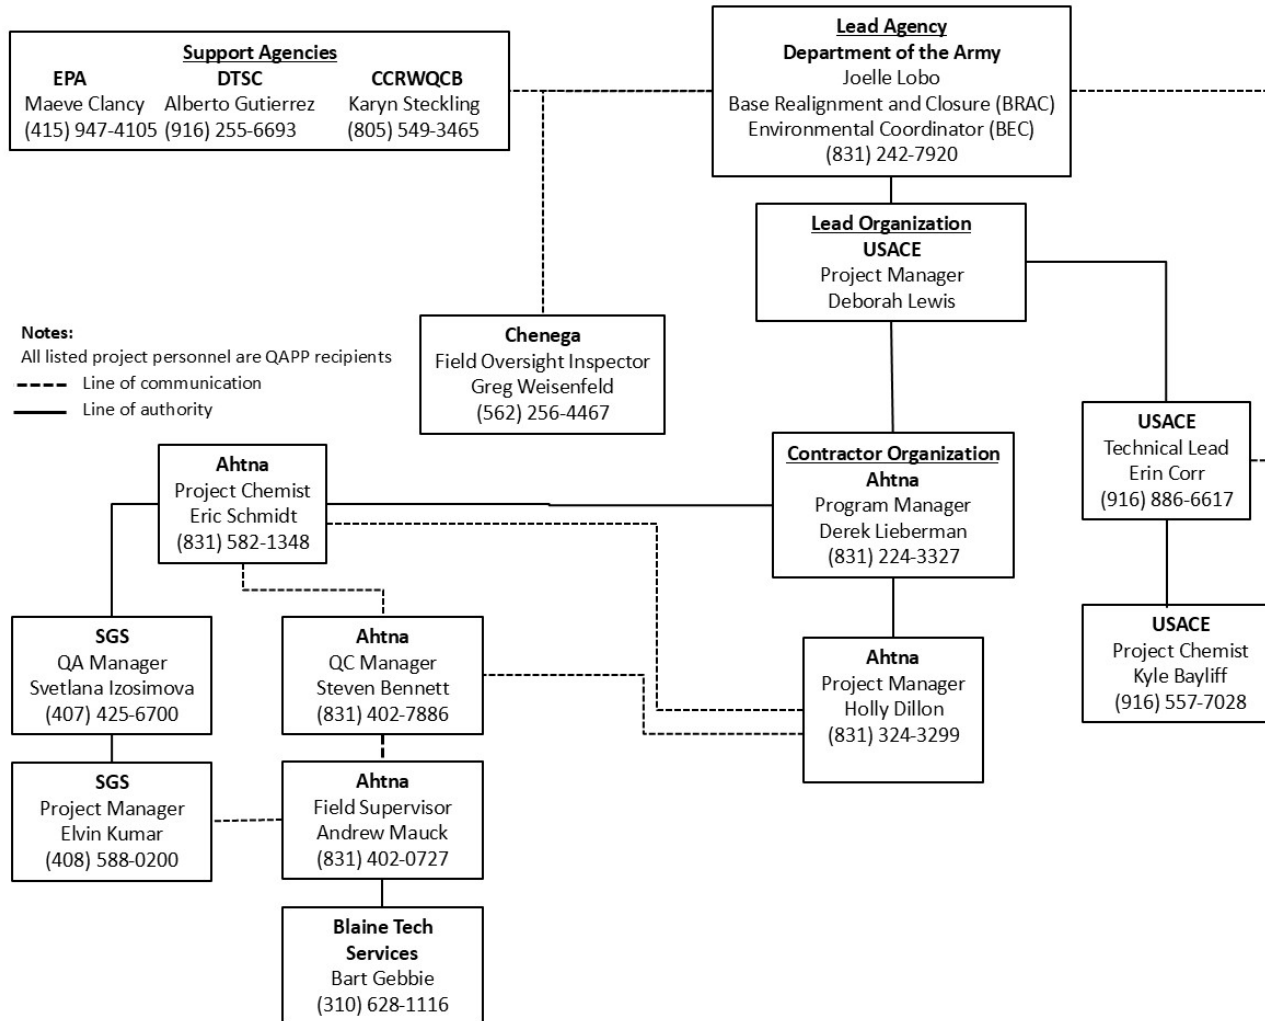 Support Agencies
EPA DTSC CCRWQCB
Maeve Clancy Alberto Gutierrez Karyn Steckling
(415) 947-4105 (916) 255-6693 (805) 549-3465
Lead Agency
Department of the Army
Joelle Lobo
Base Realignment and Closure (BRAC)
Environmental Coordinator (BEC)
(831) 242-7920
Lead Organization
USACE
Project Manager
Deborah Lewis
Chenega
Field Oversight Inspector
Greg Weisenfeld
(562) 256-4467
Notes:
All listed project personnel are QAPP recipients
Line of communication
Line of authority
Ahtna
Project Chemist
Eric Schmidt
(831) 582-1348
Contractor Organization
Ahtna
Program Manager
Derek Lieberman
(831) 224-3327
USACE
Technical Lead
Erin Corr
(916) 886-6617
SGS
QA Manager
Svetlana Izosimova
(407) 425-6700
Ahtna
QC Manager
Steven Bennett
(831) 402-7886
Ahtna
Project Manager
Holly Dillon
(831) 324-3299
USACE
Project Chemist
Kyle Bayliff
(916) 557-7028
SGS
Project Manager
Elvin Kumar
(408) 588-0200
Ahtna
Field Supervisor
Andrew Mauck
(831) 402-0727
Blaine Tech
Services
Bart Gebbie
(310) 628-1116